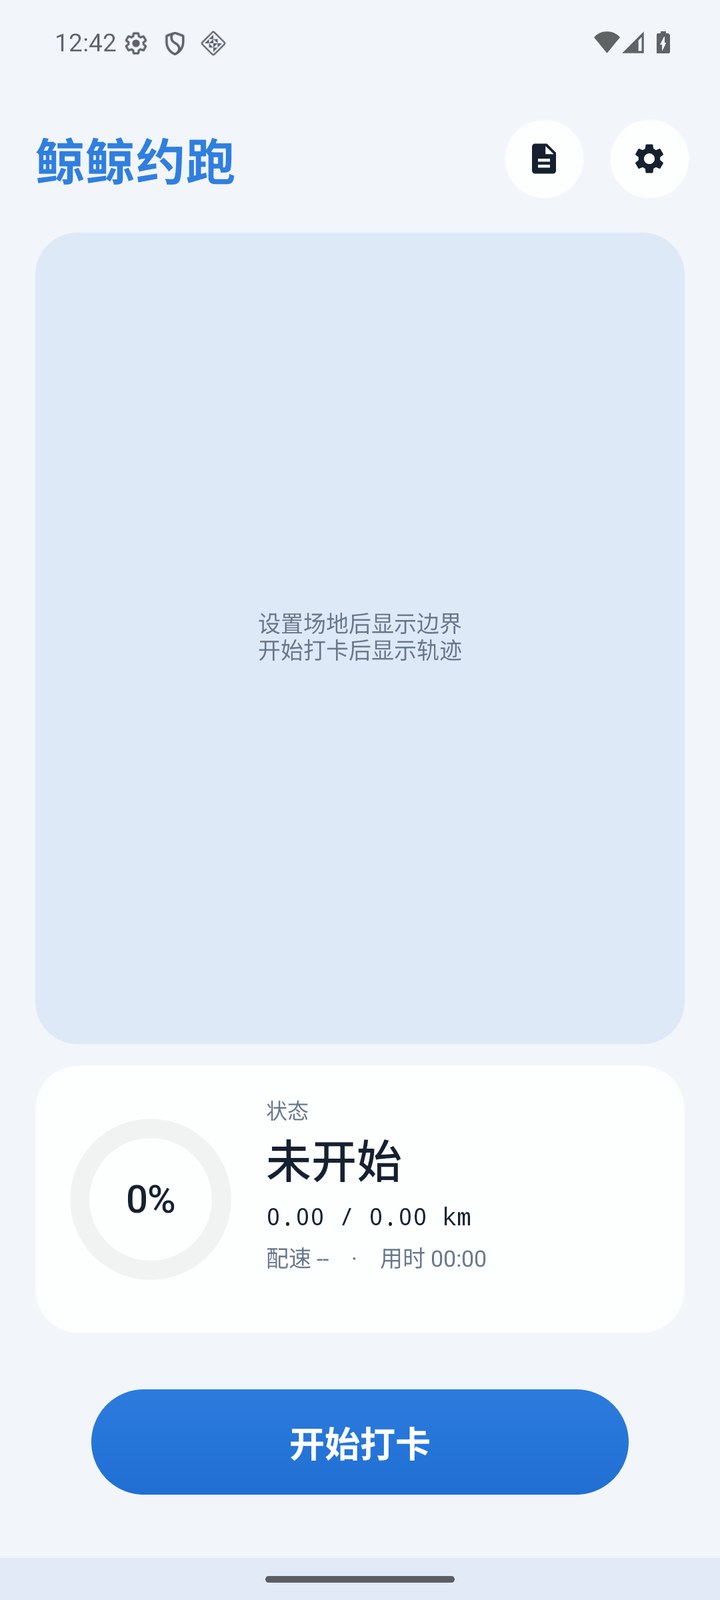 12:42
鲸鲸约跑
设置场地后显示边界
开始打卡后显示轨迹
状态
未开始
0%
0.00 / 0.00 km
配速 -- · 用时 00:00
开始打卡